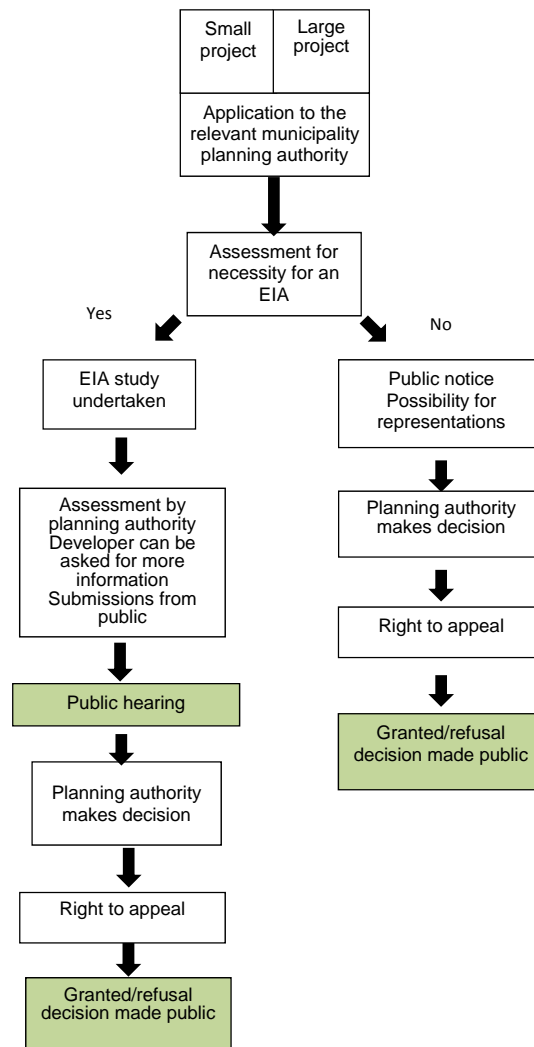 Small
project
Large
project
Application to the
relevant municipality
planning authority
Assessment for
necessity for an
EIA
Yes
No
EIA study
undertaken
Public notice
Possibility for
representations
Assessment by
planning authority
Developer can be
asked for more
information
Submissions from
public
Planning authority
makes decision
Right to appeal
Public hearing
Granted/refusal
decision made public
Planning authority
makes decision
Right to appeal
Granted/refusal
decision made public